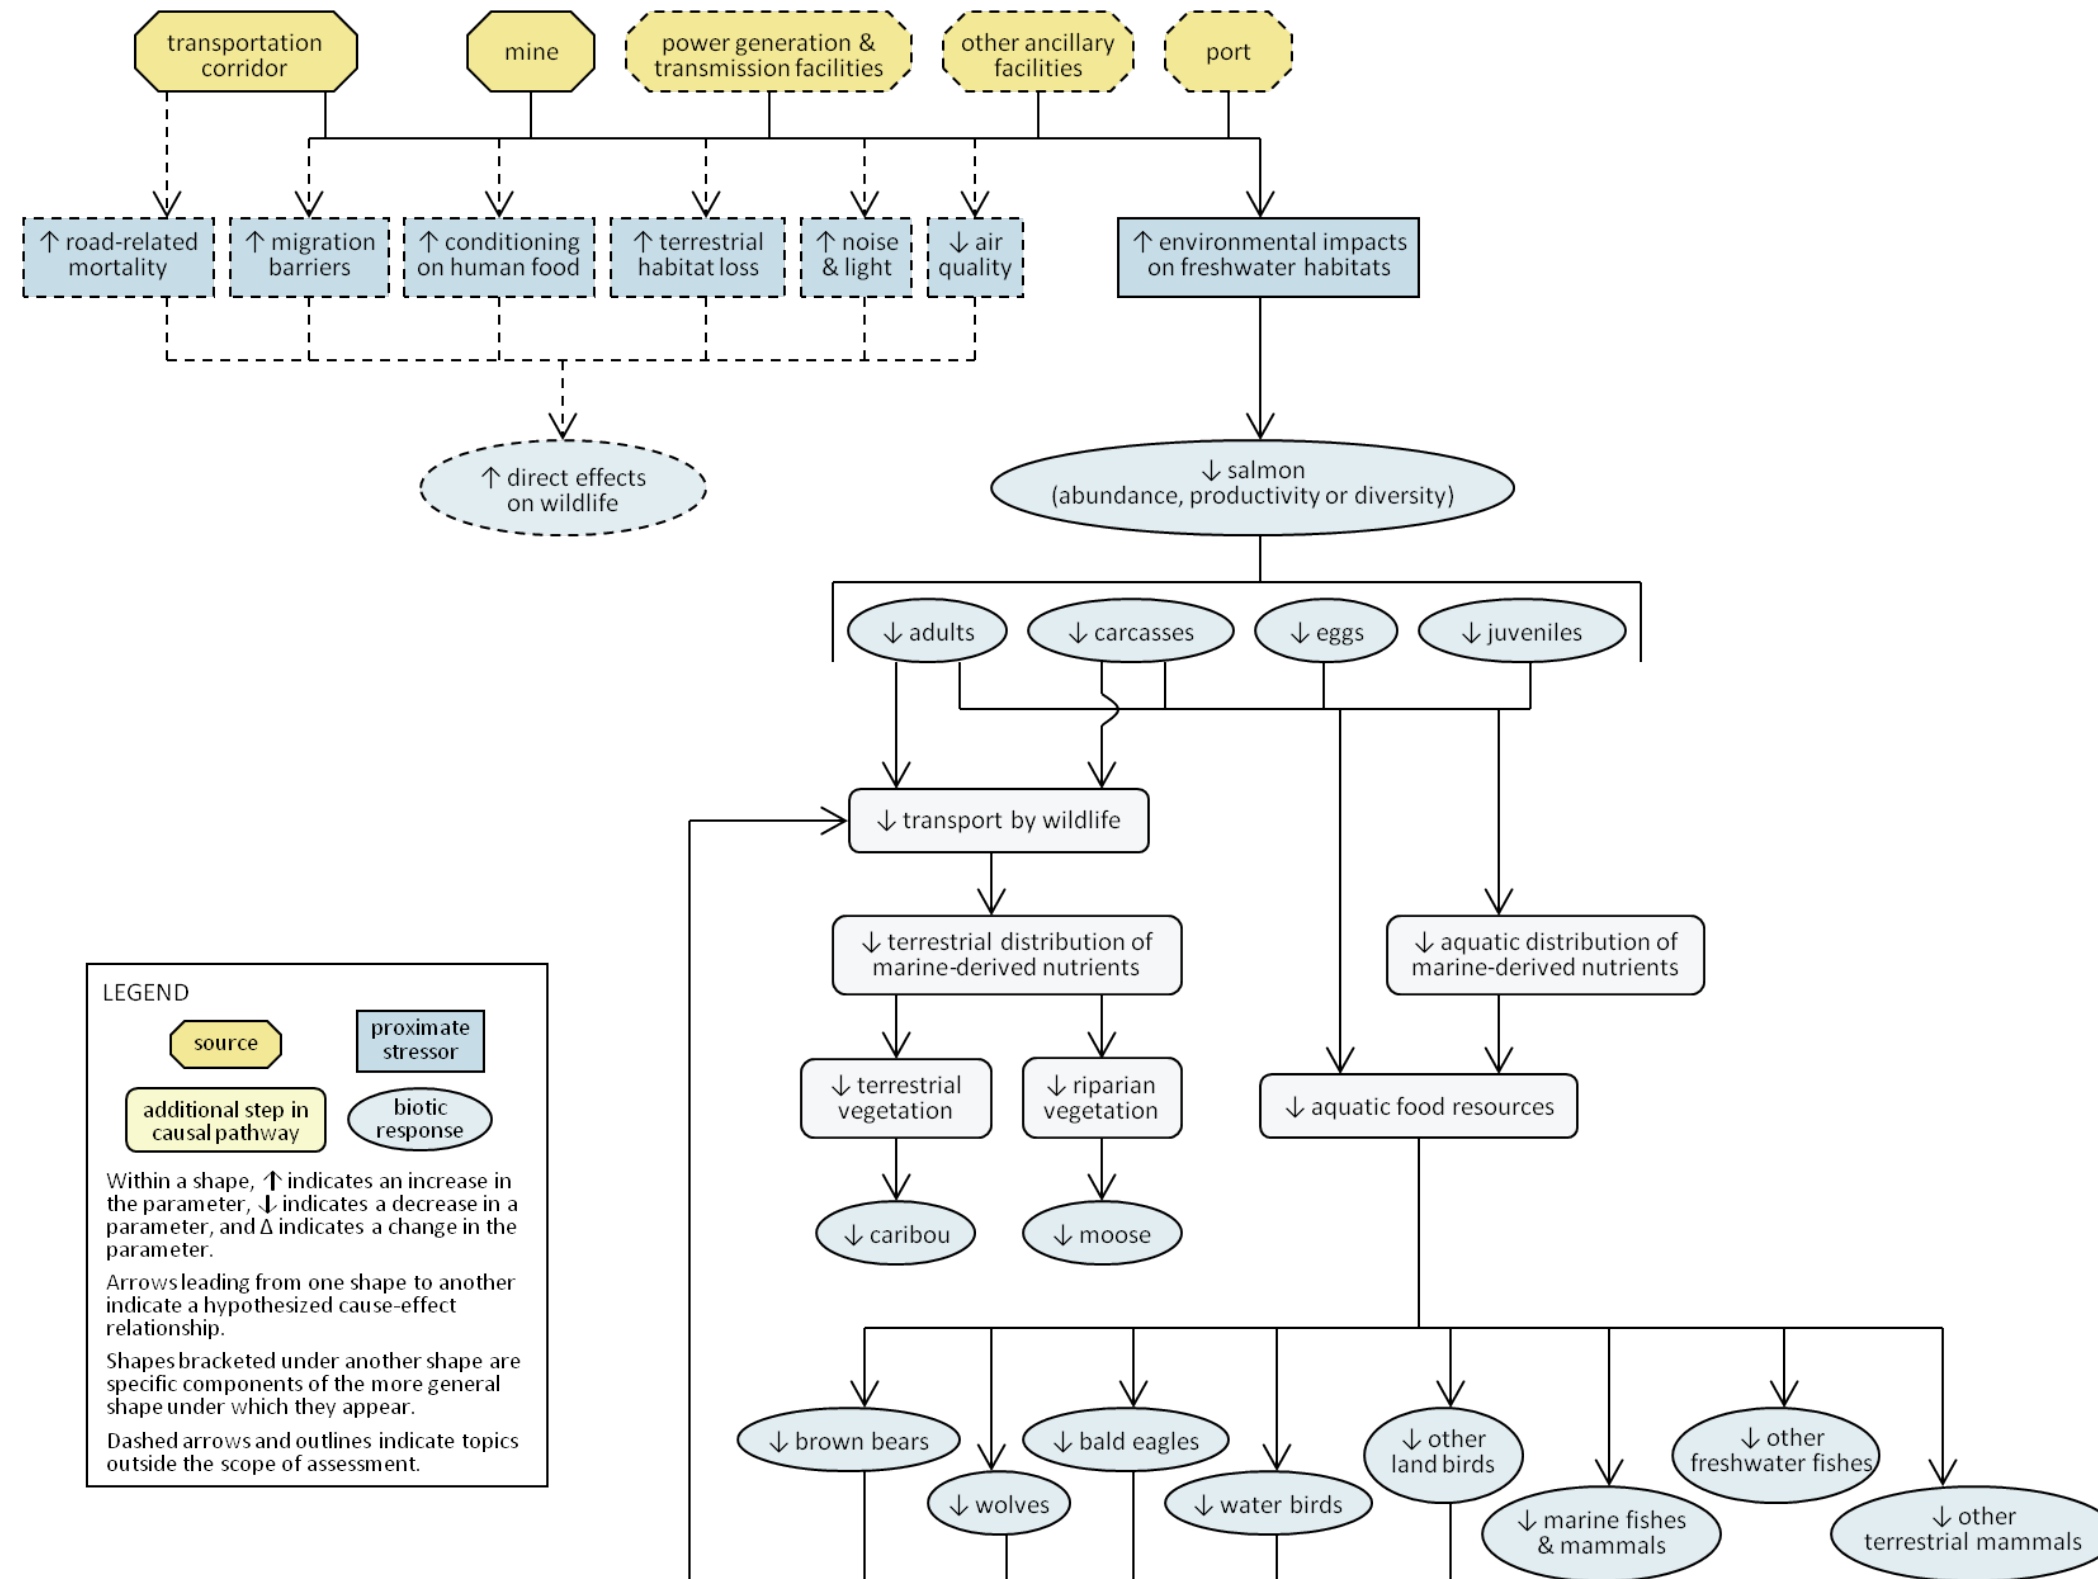 transportation
corridor
mine
power generation &
transmission facilities
other ancillary
facilities
port
↑ road-related
mortality
↑ migration
barriers
↑ conditioning
on human food
↑ terrestrial
habitat loss
↑ noise
& light
↓ air
quality
↑ environmental impacts
on freshwater habitats
↑ direct effects
on wildlife
↓ salmon
(abundance, productivity or diversity)
↓ adults
↓ carcasses
↓ eggs
↓ juveniles
↓ transport by wildlife
↓ terrestrial distribution of
marine-derived nutrients
↓ aquatic distribution of
marine-derived nutrients
↓ terrestrial
vegetation
↓ riparian
vegetation
↓ aquatic food resources
↓ caribou
↓ moose
↓ brown bears
↓ wolves
↓ bald eagles
↓ water birds
↓ other
land birds
↓ marine fishes
& mammals
↓ other
freshwater fishes
↓ other
terrestrial mammals
LEGEND
source
proximate
stressor
additional step in
causal pathway
biotic
response
Within a shape, ↑ indicates an increase in
the parameter, ↓ indicates a decrease in a
parameter, and Δ indicates a change in the
parameter.
Arrows leading from one shape to another
indicate a hypothesized cause-effect
relationship.
Shapes bracketed under another shape are
specific components of the more general
shape under which they appear.
Dashed arrows and outlines indicate topics
outside the scope of assessment.